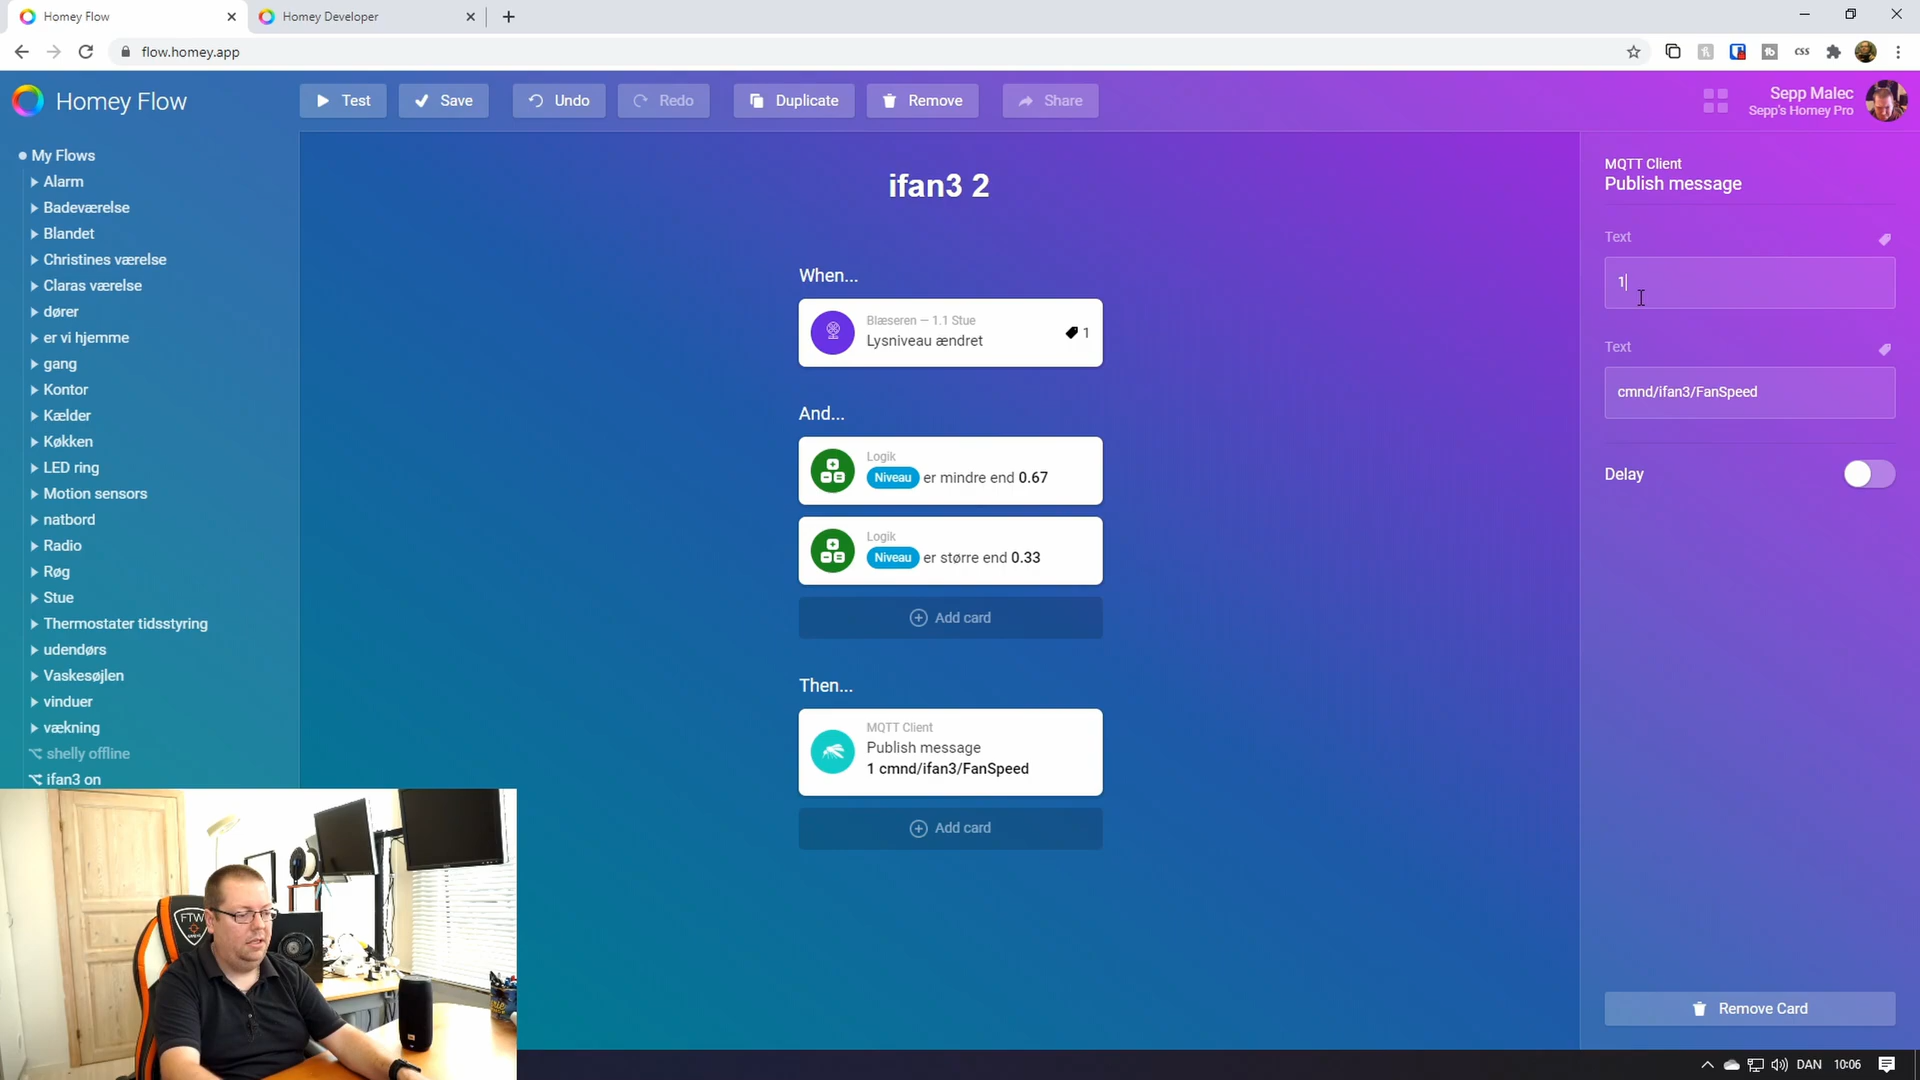 Homey Flow
Homey Developer
flow.homey.app
CSS
Homey Flow
Test
Save
Undo
Redo
Duplicate
Remove
Share
Sepp Malec
Sepp's Homey Pro
My Flows
Alarm
Badeværelse
Blandet
Christines værelse
Claras værelse
dører
er vi hjemme
gang
Kontor
Kælder
Køkken
LED ring
Motion sensors
natbord
Radio
Røg
Stue
Thermostater tidsstyring
udendørs
Vaskesøjlen
vinduer
vækning
shelly offline
ifan3 on
ifan3 2
When...
Blæseren — 1.1 Stue
Lysniveau ændret
1
And...
Logik
Niveau er mindre end 0.67
Logik
Niveau er større end 0.33
Add card
Then...
MQTT Client
Publish message
1 cmnd/ifan3/FanSpeed
Add card
MQTT Client
Publish message
Text
1
Text
cmnd/ifan3/FanSpeed
Delay
Remove Card
FTW
DAN
10:06